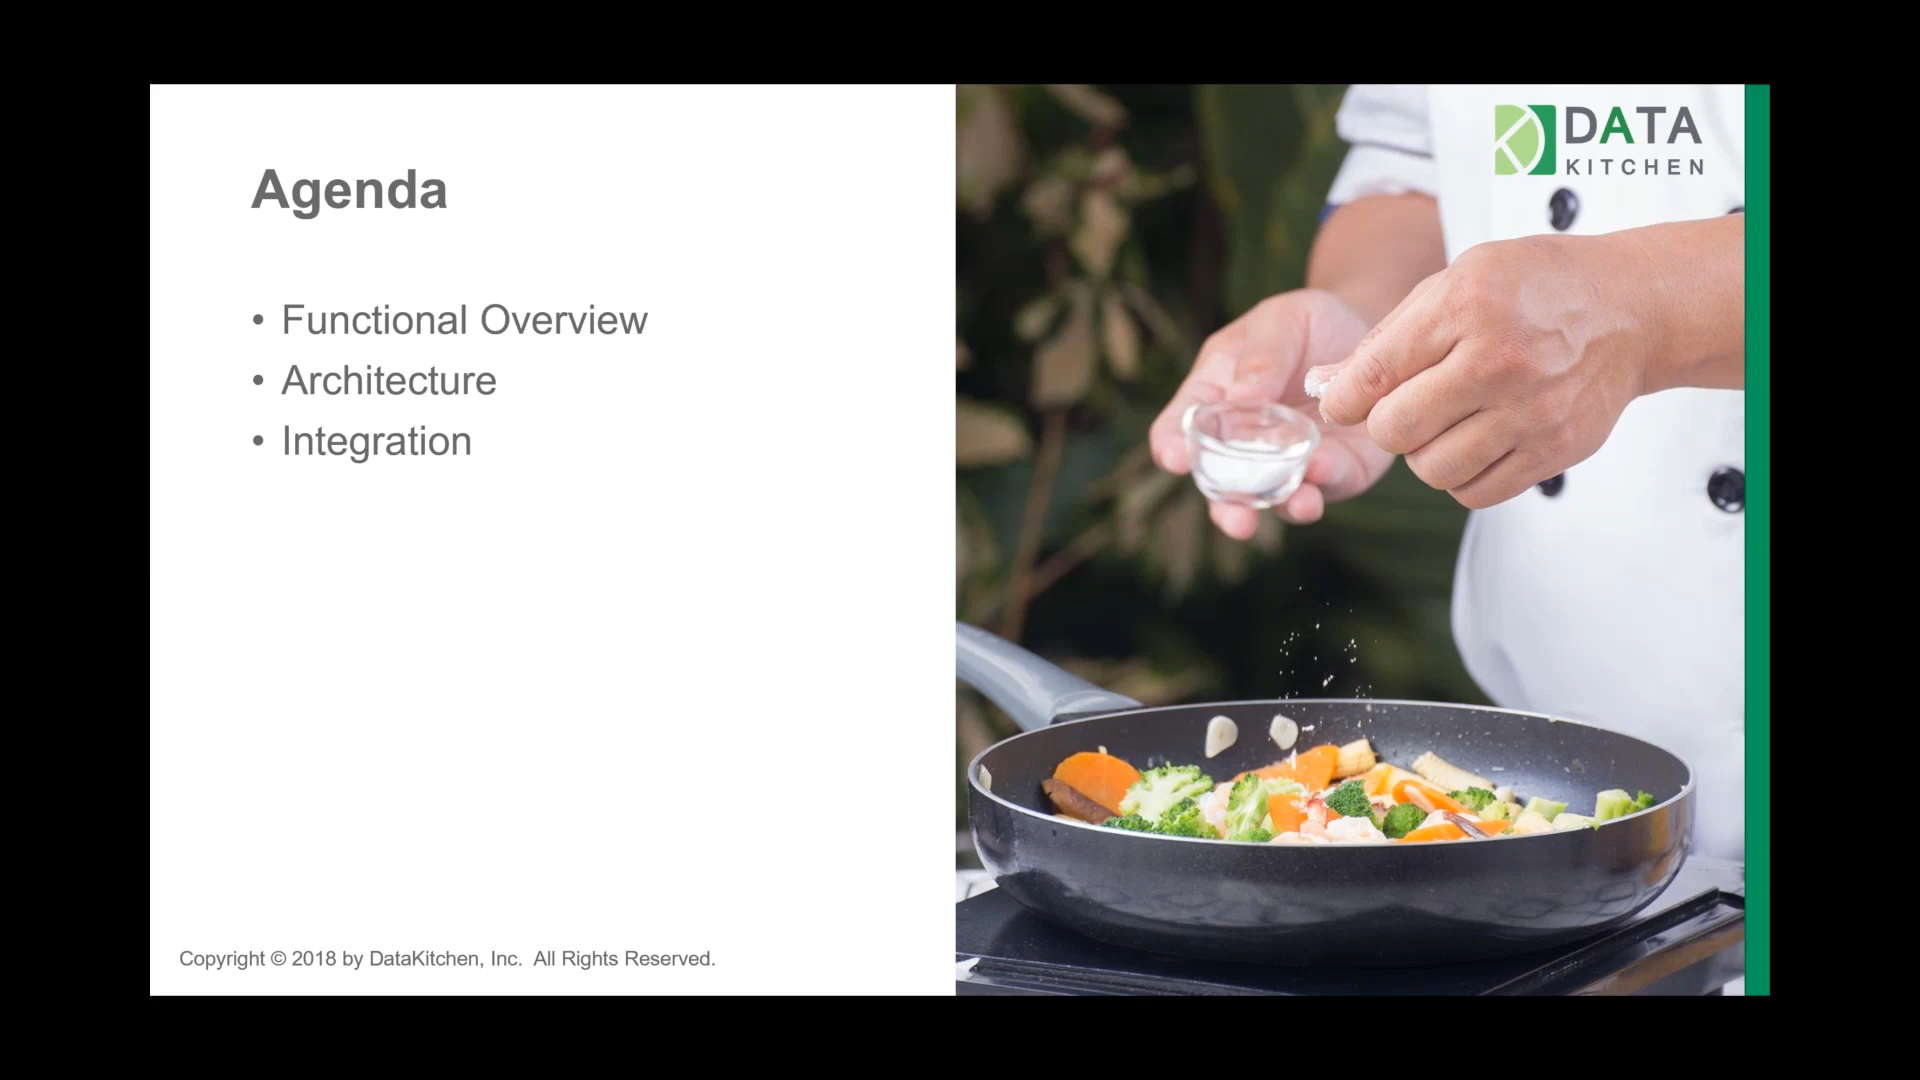 Agenda
• Functional Overview
• Architecture
• Integration
Copyright © 2018 by DataKitchen, Inc.  All Rights Reserved.
DATA
KITCHEN